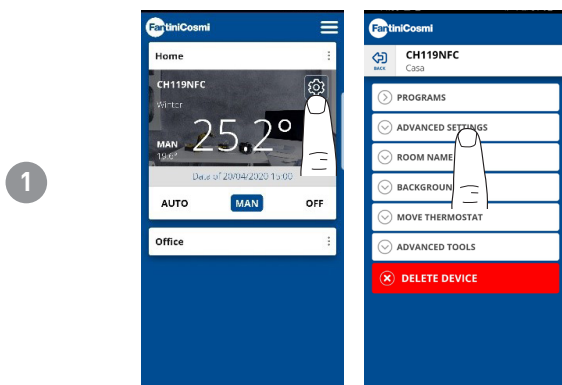 1
FantiniCosmi
Home
CH119NFC
Winter
25.2°
MAN
19.6°
Data of 20/04/2020 15:00
AUTO MAN OFF
Office
FantiniCosmi
BACK
CH119NFC
Casa
PROGRAMS
ADVANCED SETTINGS
ROOM NAME
MOVE THERMOSTAT
ADVANCED TOOLS
DELETE DEVICE